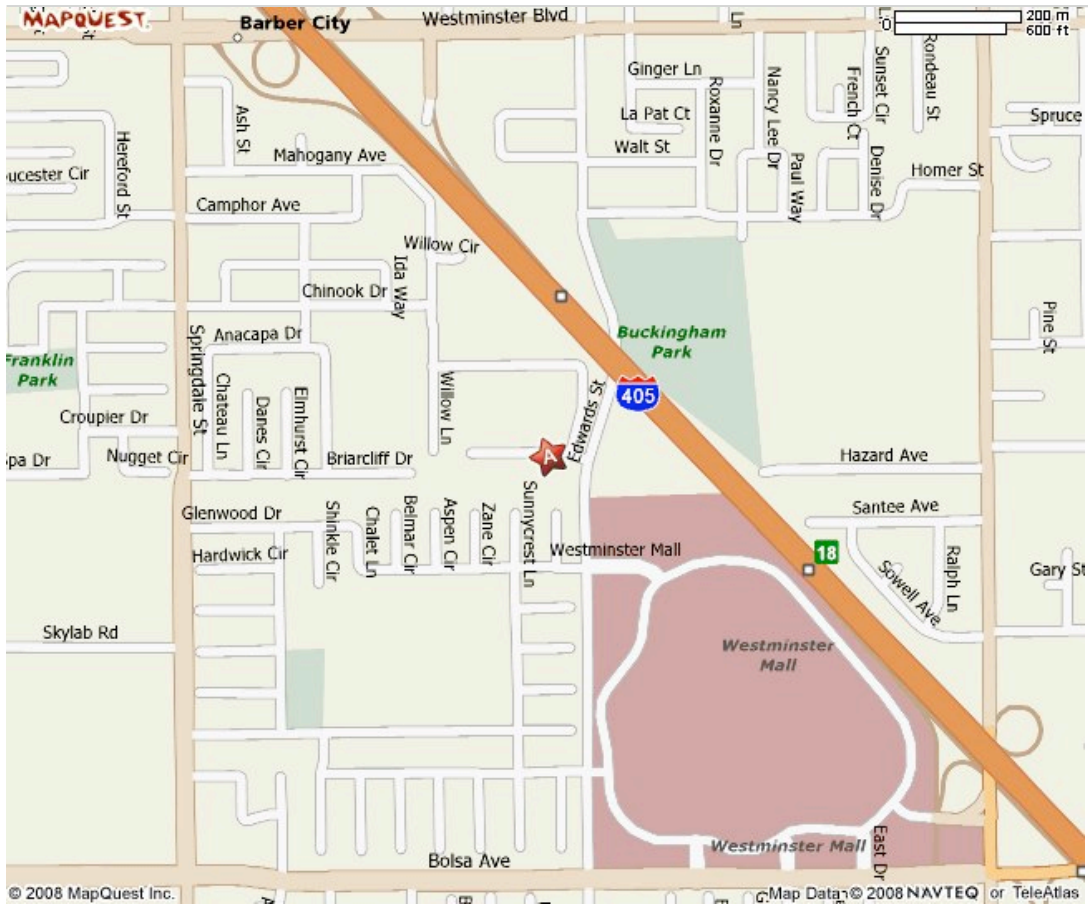 MAPQUEST.
Barber City
Westminster Blvd
0
200 m
600 ft
Ginger Ln
La Pat Ct
Walt St
Roxanne Dr
Nancy Lee Dr
Paul Way
French Ct
Sunset Cir
Denise Dr
Rondeau St
Spruce
Homer St
Ash St
Hereford St
ucester Cir
Mahogany Ave
Camphor Ave
Willow Cir
Ida Way
Chinook Dr
Anacapa Dr
Springdale St
Franklin
Park
Buckingham
Park
Pine St
405
Edwards St
Willow Ln
Chateau Ln
Danes Cir
Elmhurst Cir
Croupier Dr
Nugget Cir
Spa Dr
Briarcliff Dr
A
Hazard Ave
Santee Ave
Glenwood Dr
Shinkle Cir
Chalet Ln
Belmar Cir
Aspen Cir
Zane Cir
Sunnycrest Ln
Westminster Mall
18
Hardwick Cir
Sowell Ave
Ralph Ln
Gary St
Skylab Rd
Westminster
Mall
Westminster Mall
East Dr
Bolsa Ave
© 2008 MapQuest Inc.
Map Data © 2008 NAVTEQ or TeleAtlas